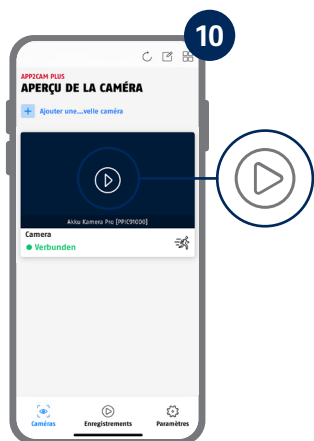 10
APP2CAM PLUS
APERÇU DE LA CAMÉRA
Ajouter une...velle caméra
Akku Kamera Pro [PPIC91000]
Camera
Verbunden
Caméras Enregistrements Paramètres